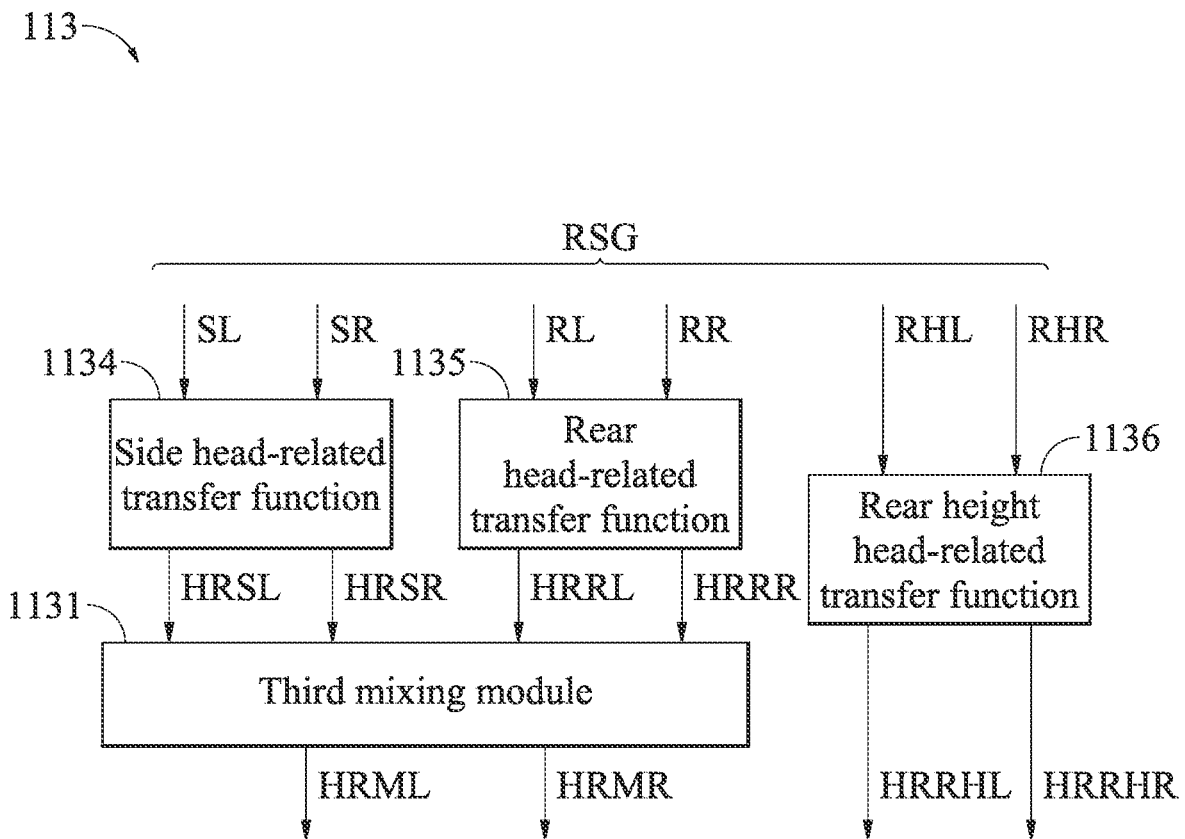 113
RSG
SL SR RL RR RHL RHR
1134 1135 1136
Side head-related
transfer function
Rear
head-related
transfer function
Rear height
head-related
transfer function
HRSL HRSR HRRL HRRR
1131
Third mixing module
HRML HRMR HRRHL HRRHR